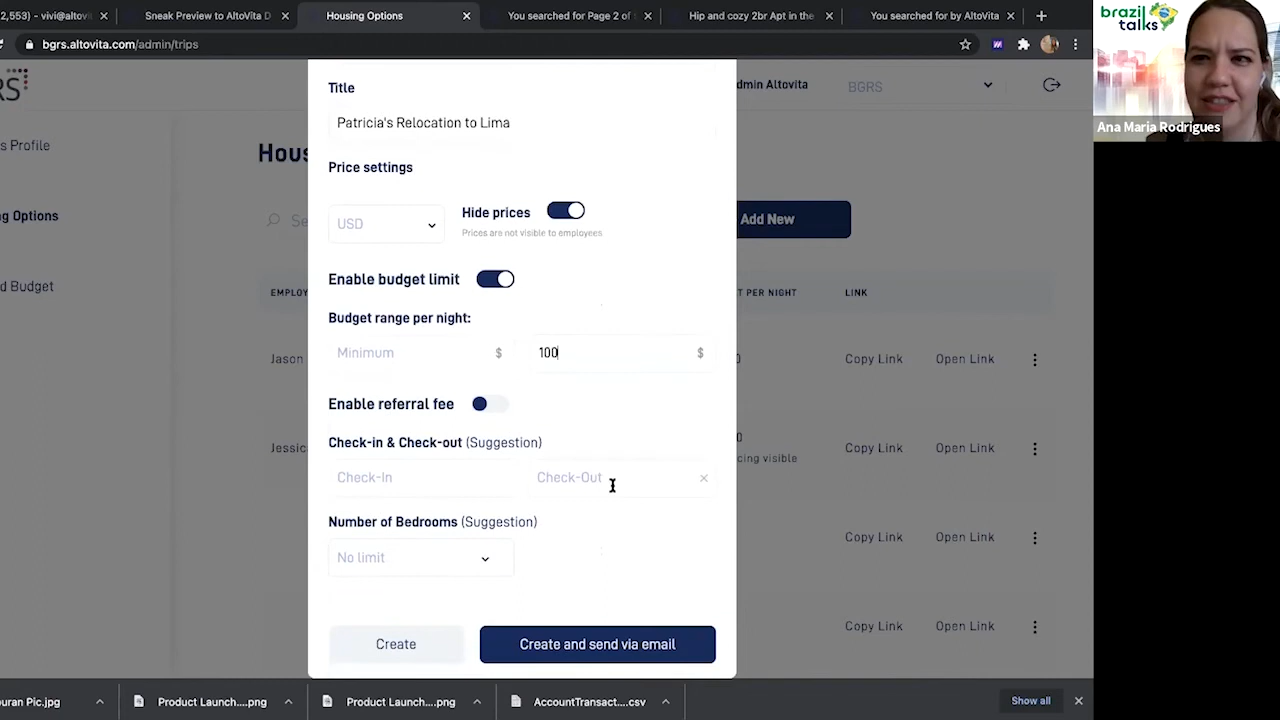 2,553) - vivi@altov
Sneak Preview to AltoVita D
Housing Options
You searched for Page 2 of s
Hip and cozy 2br Apt in the
You searched for by AltoVita
bgrs.altovita.com/admin/trips
brazil
talks
Ana Maria Rodrigues
RS
dmin Altovita
BGRS
s Profile
ng Options
d Budget
Hous
Se
Add New
EMPLOY
T PER NIGHT
LINK
Jason
0
Copy Link
Open Link
Jessic
0
cing visible
Copy Link
Open Link
Copy Link
Open Link
Copy Link
Open Link
Title
Patricia's Relocation to Lima
Price settings
USD
Hide prices
Prices are not visible to employees
Enable budget limit
Budget range per night:
Minimum
$
100
$
Enable referral fee
Check-in & Check-out (Suggestion)
Check-In
Check-Out
Number of Bedrooms (Suggestion)
No limit
Create
Create and send via email
uran Pic.jpg
Product Launch....png
Product Launch....png
AccountTransact....csv
Show all